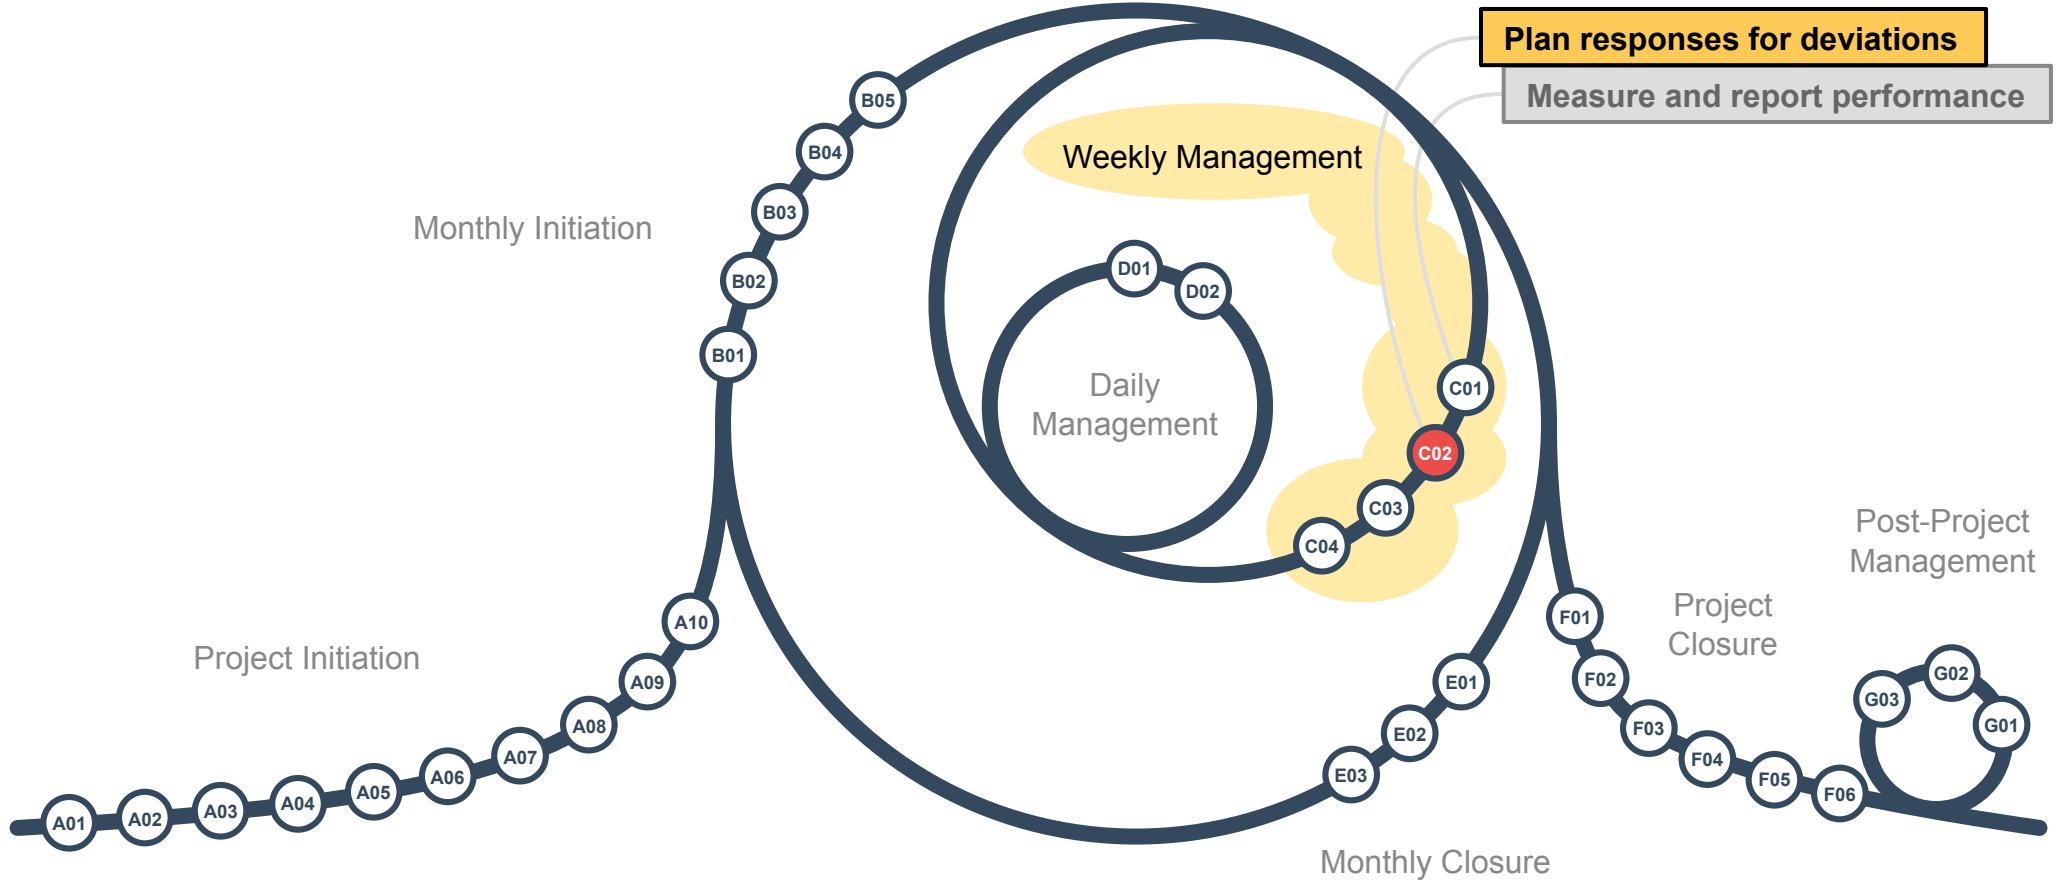 Plan responses for deviations
Measure and report performance
Weekly Management
Monthly Initiation
Daily
Management
Project Initiation
Post-Project
Management
Project
Closure
Monthly Closure
A01
A02
A03
A04
A05
A06
A07
A08
A09
A10
B01
B02
B03
B04
B05
C01
C02
C03
C04
D01
D02
E01
E02
E03
F01
F02
F03
F04
F05
F06
G01
G02
G03